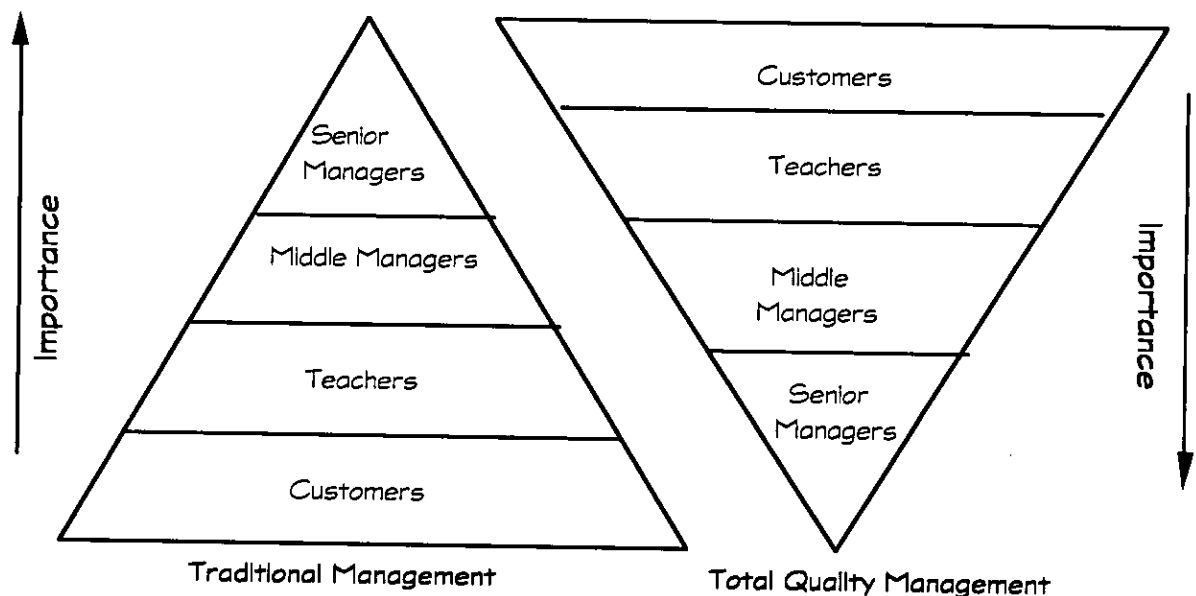 Importance
Senior
Managers
Middle Managers
Teachers
Customers
Traditional Management
Customers
Teachers
Middle
Managers
Senior
Managers
Importance
Total Quality Management